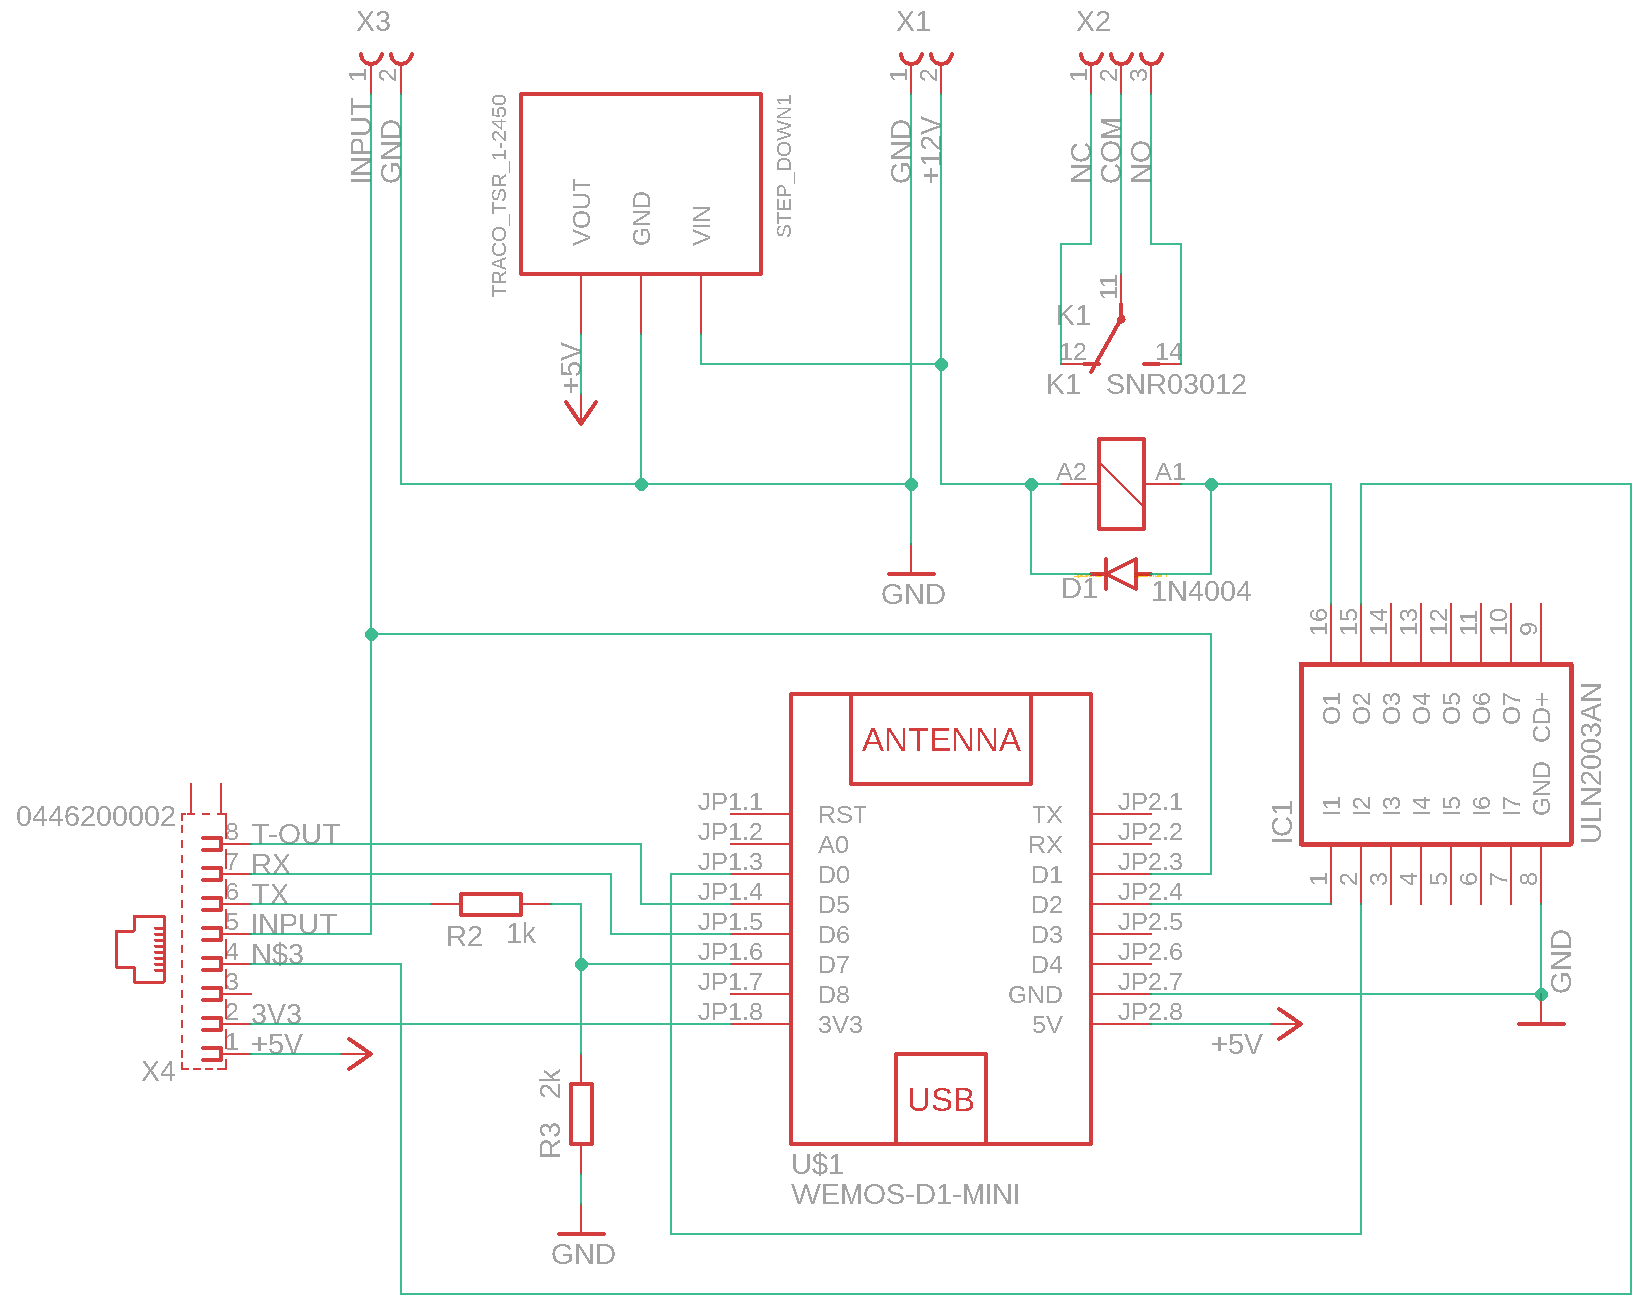 X3
X1
X2
1
2
1
2
1
2
3
INPUT
GND
GND
+12V
NC
COM
NO
TRACO_TSR_1-2450
STEP_DOWN1
VOUT
GND
VIN
+5V
11
K1
12
14
K1
SNR03012
A2
A1
GND
D1
1N4004
16
15
14
13
12
11
10
9
O1
O2
O3
O4
O5
O6
O7
CD+
I1
I2
I3
I4
I5
I6
I7
GND
IC1
ULN2003AN
1
2
3
4
5
6
7
8
GND
ANTENNA
JP1.1
RST
TX
JP2.1
JP1.2
A0
RX
JP2.2
JP1.3
D0
D1
JP2.3
JP1.4
D5
D2
JP2.4
JP1.5
D6
D3
JP2.5
JP1.6
D7
D4
JP2.6
JP1.7
D8
GND
JP2.7
JP1.8
3V3
5V
JP2.8
+5V
USB
U$1
WEMOS-D1-MINI
0446200002
8
T-OUT
7
RX
6
TX
5
INPUT
4
N$3
3
2
3V3
1
+5V
X4
R2
1k
R3
2k
GND